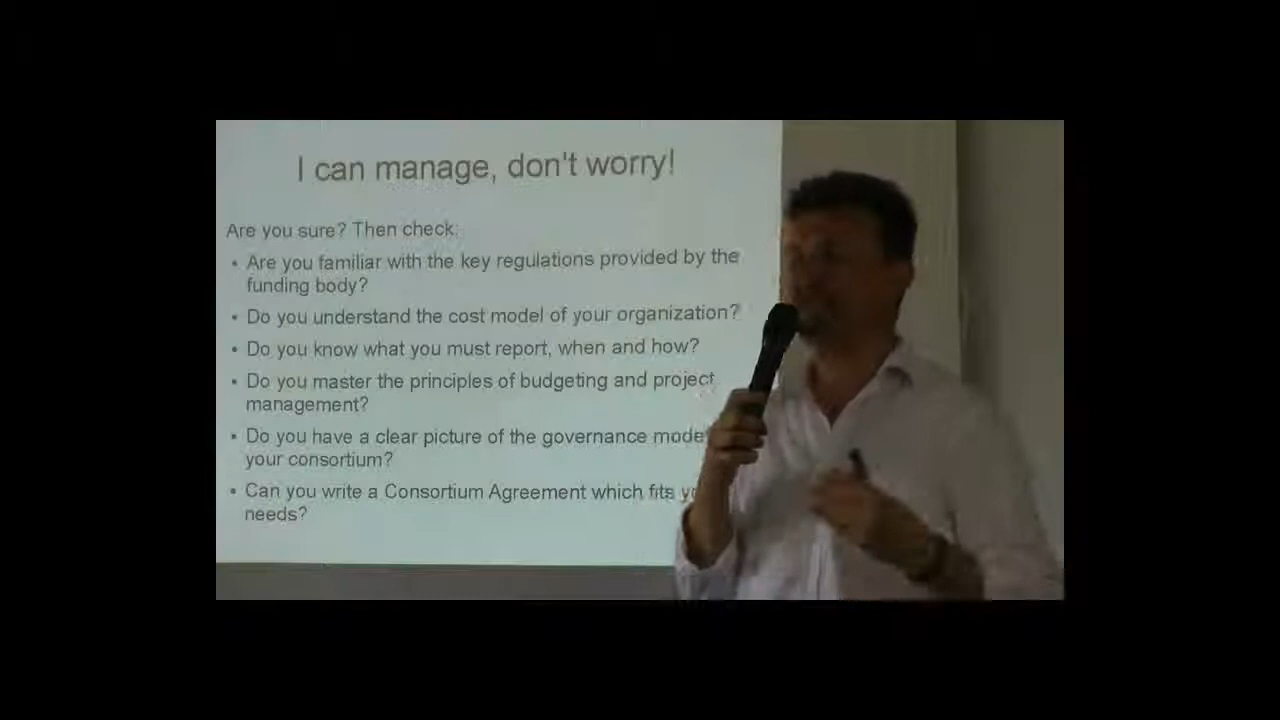 I can manage, don't worry!
Are you sure? Then check:
• Are you familiar with the key regulations provided by the
funding body?
• Do you understand the cost model of your organization?
• Do you know what you must report, when and how?
• Do you master the principles of budgeting and project
management?
• Do you have a clear picture of the governance
your consortium?
• Can you write a Consortium Agreement which fits
needs?